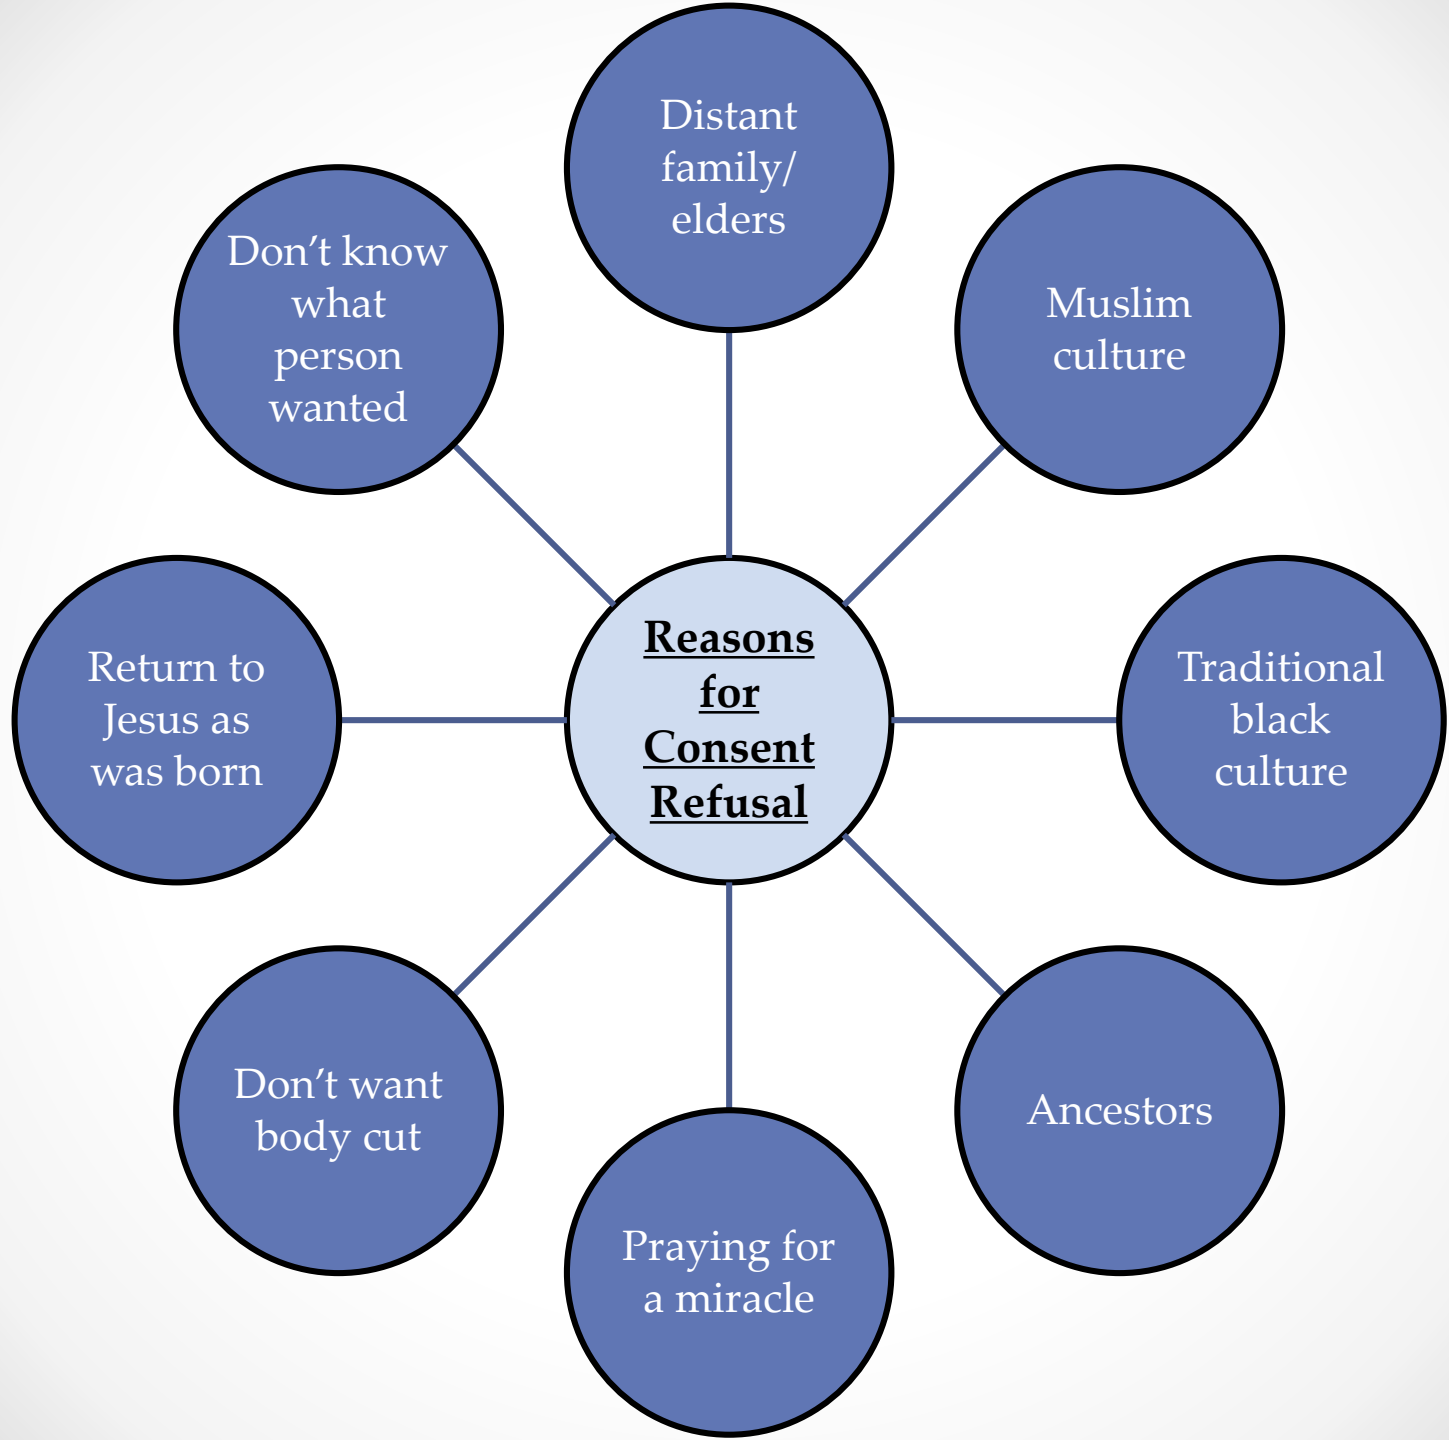 Reasons
for
Consent
Refusal
Distant
family/
elders
Muslim
culture
Traditional
black
culture
Ancestors
Praying for
a miracle
Don’t want
body cut
Return to
Jesus as
was born
Don’t know
what
person
wanted